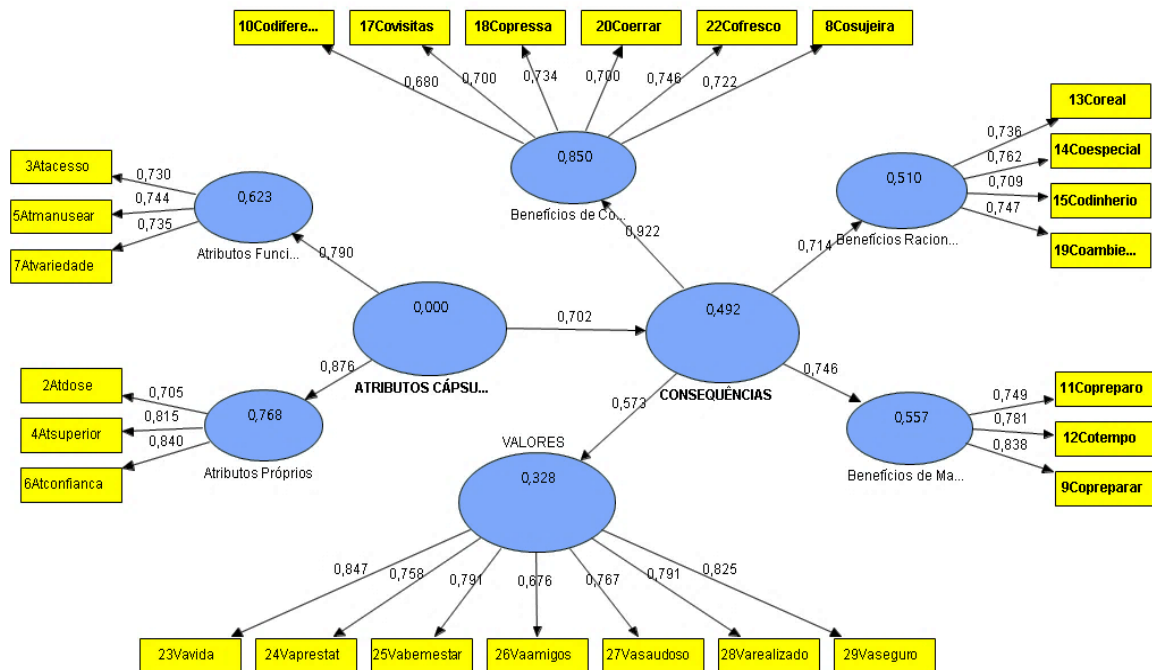 10Codifere...
17Covisitas
18Copressa
20Coerrar
22Cofresco
8Cosujeira
0,680
0,700
0,734
0,700
0,746
0,722
0,850
Benefícios de Co...
13Coreal
14Coespecial
15Codinherio
19Coambie...
0,736
0,762
0,709
0,747
0,510
Benefícios Racion...
3Atacesso
5Atmanusear
7Atvariedade
0,730
0,744
0,735
0,623
Atributos Funci...
0,790
0,922
0,714
0,000
ATRIBUTOS CÁPSU...
0,702
0,492
CONSEQUÊNCIAS
0,876
0,573
0,746
2Atdose
4Atsuperior
6Atconfianca
0,705
0,815
0,840
0,768
Atributos Próprios
11Copreparo
12Cotempo
9Copreparar
0,749
0,781
0,838
0,557
Benefícios de Ma...
VALORES
0,328
0,847
0,758
0,791
0,676
0,767
0,791
0,825
23Vavida
24Vaprestat
25Vabemestar
26Vaamigos
27Vasaudoso
28Varealizado
29Vaseguro